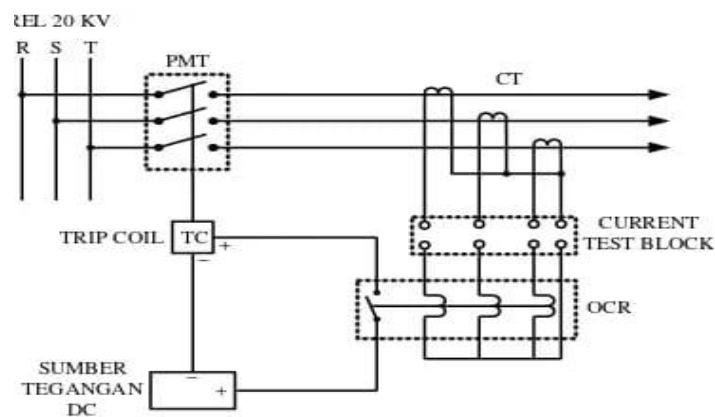 REL 20 KV
R S T
PMT
CT
TRIP COIL
TC
+
−
CURRENT
TEST BLOCK
OCR
SUMBER
TEGANGAN
DC
−
+